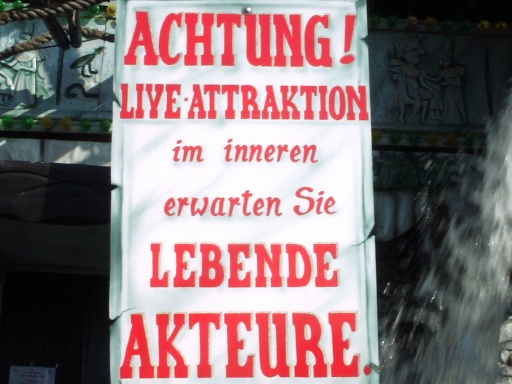 ACHTUNG!
LIVE-ATTRAKTION
im inneren
erwarten Sie
LEBENDE
AKTEURE.